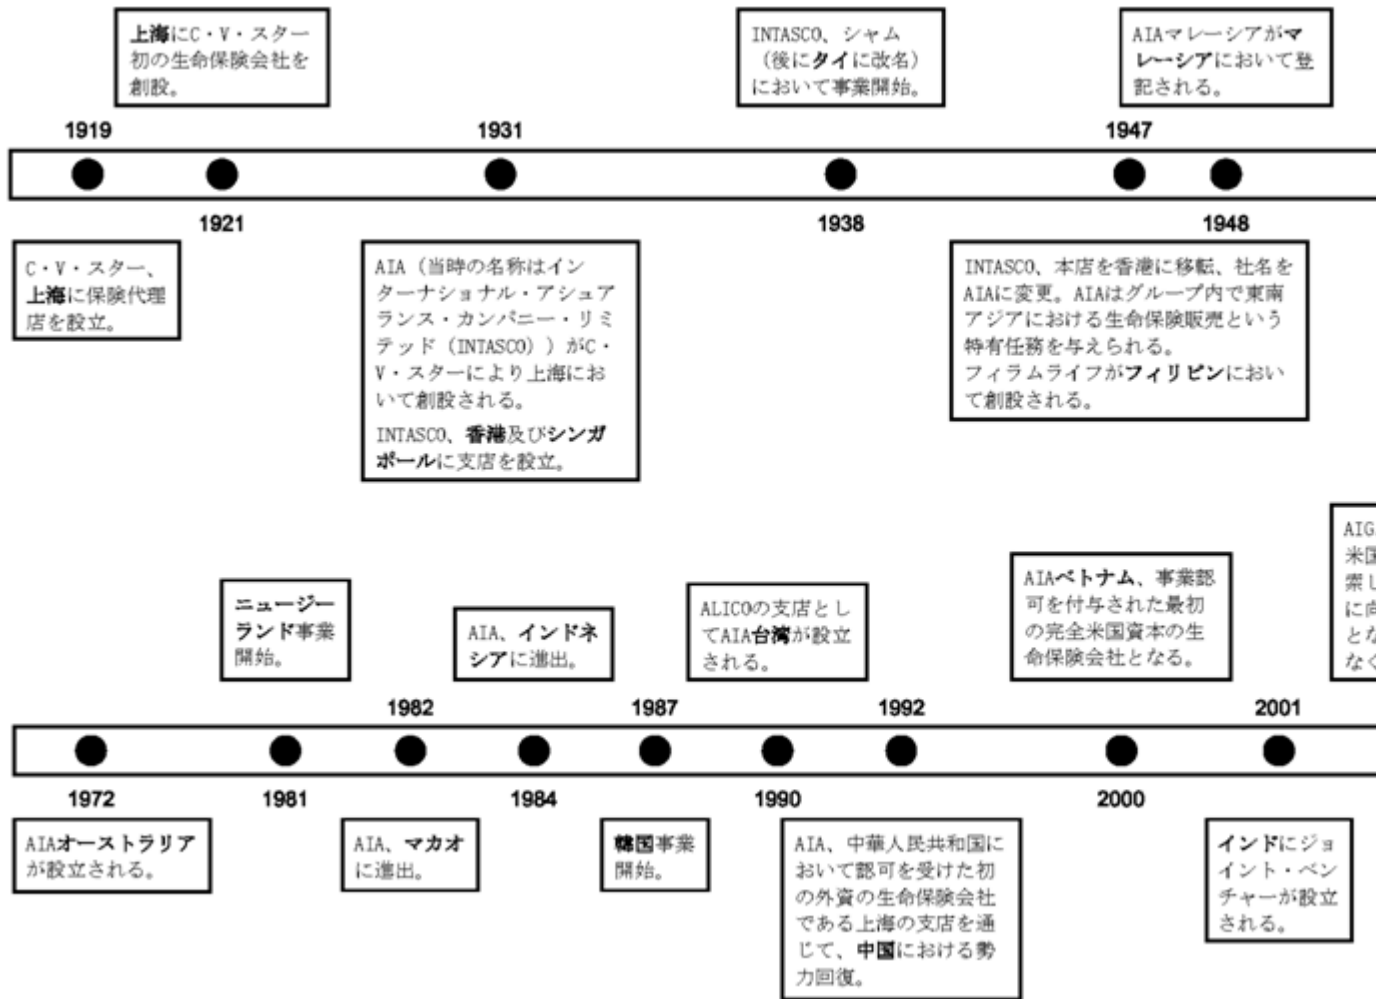 上海にC・V・スター
初の生命保険会社を
創設。
INTASCO、シャム
（後にタイに改名）
において事業開始。
AIAマレーシアがマ
レーシアにおいて登
記される。
1919
1931
1947
1921
1938
1948
C・V・スター、
上海に保険代理
店を設立。
AIA（当時の名称はイン
ターナショナル・アシュア
ランス・カンパニー・リミ
テッド（INTASCO））がC・
V・スターにより上海にお
いて創設される。
INTASCO、香港及びシンガ
ポールに支店を設立。
INTASCO、本店を香港に移転、社名を
AIAに変更。AIAはグループ内で東南
アジアにおける生命保険販売という
特有任務を与えられる。
フィラムライフがフィリピンにおい
て創設される。
ニュージー
ランド事業
開始。
AIA、インドネ
シアに進出。
ALICOの支店とし
てAIA台湾が設立
される。
AIAベトナム、事業認
可を付与された最初
の完全米国資本の生
命保険会社となる。
AIG
米国
索し
に向
とな
なく
1982
1987
1992
2001
1972
1981
1984
1990
2000
AIAオーストラリア
が設立される。
AIA、マカオ
に進出。
韓国事業
開始。
AIA、中華人民共和国に
おいて認可を受けた初
の外資の生命保険会社
である上海の支店を通
じて、中国における勢
力回復。
インドにジョ
イント・ベン
チャーが設立
される。